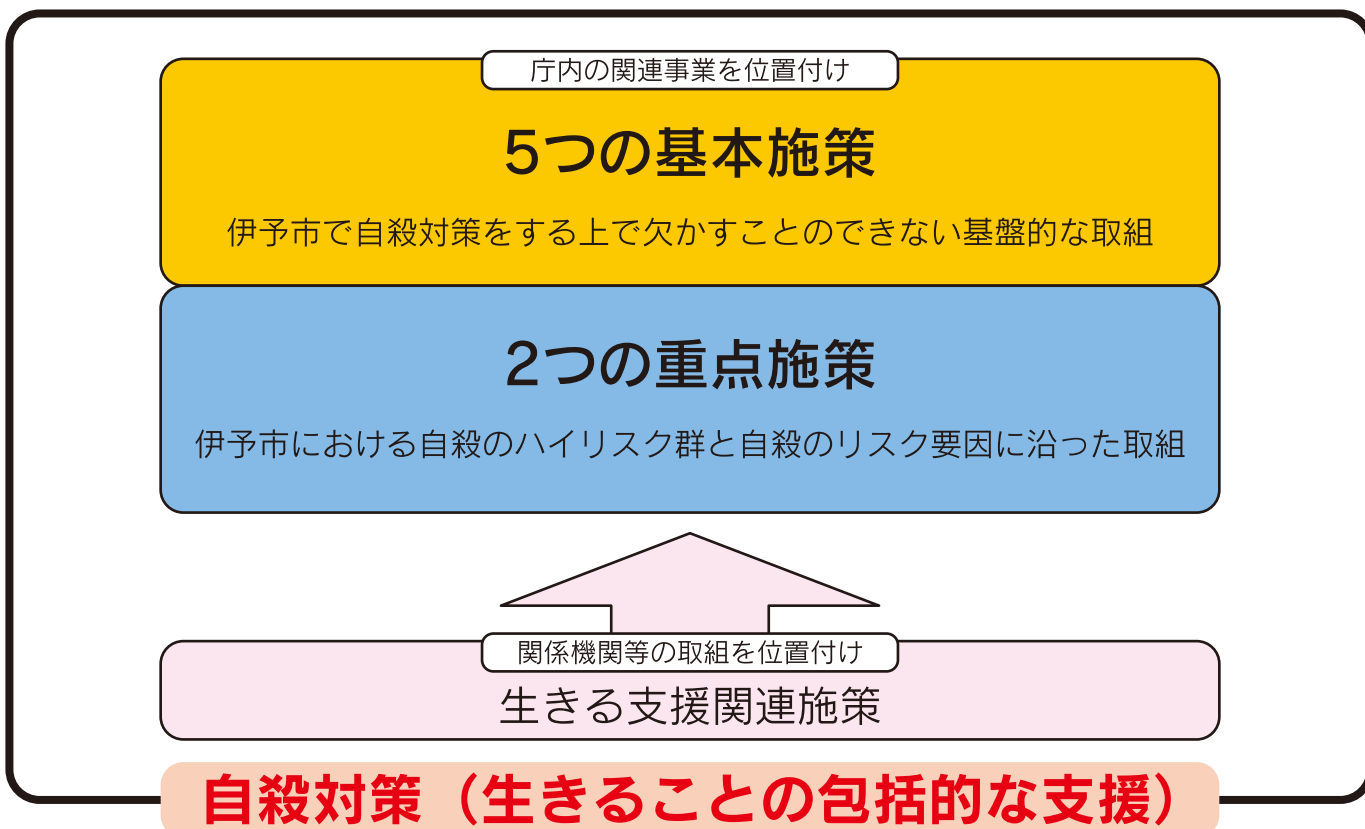 庁内の関連事業を位置付け
5つの基本施策
伊予市で自殺対策をする上で欠かすことのできない基盤的な取組
2つの重点施策
伊予市における自殺のハイリスク群と自殺のリスク要因に沿った取組
関係機関等の取組を位置付け
生きる支援関連施策
自殺対策（生きることの包括的な支援）